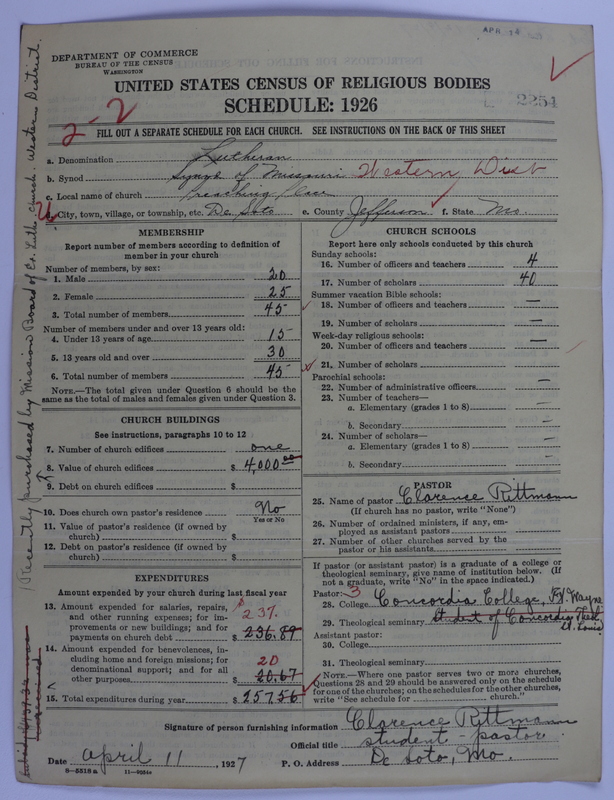 APR 14
DEPARTMENT OF COMMERCE
BUREAU OF THE CENSUS
WASHINGTON
UNITED STATES CENSUS OF RELIGIOUS BODIES
SCHEDULE: 1926
2254
2-2
FILL OUT A SEPARATE SCHEDULE FOR EACH CHURCH. SEE INSTRUCTIONS ON THE BACK OF THIS SHEET
a. Denomination Lutheran
b. Synod Synod of Missouri Western Dist
c. Local name of church preaching place
d. City, town, village, or township, etc. De Soto e. County Jefferson f. State Mo.
MEMBERSHIP
Report number of members according to definition of
member in your church
Number of members, by sex:
1. Male 20
2. Female 25
3. Total number of members 45
Number of members under and over 13 years old:
4. Under 13 years of age 15
5. 13 years old and over 30
6. Total number of members 45
NOTE.—The total given under Question 6 should be the
same as the total of males and females given under Question 3.
CHURCH BUILDINGS
See instructions, paragraphs 10 to 12
7. Number of church edifices one
8. Value of church edifices $ 4,000.00
9. Debt on church edifices $
10. Does church own pastor's residence No
Yes or No
11. Value of pastor's residence (if owned by
church) $
12. Debt on pastor's residence (if owned by
church) $
EXPENDITURES
Amount expended by your church during last fiscal year
13. Amount expended for salaries, repairs,
and other running expenses; for im-
provements or new buildings; and for
payments on church debt $ 237. 236.89
14. Amount expended for benevolences, in-
cluding home and foreign missions; for
denominational support; and for all
other purposes $ 20 20.67
15. Total expenditures during year $ 257.56
CHURCH SCHOOLS
Report here only schools conducted by this church
Sunday schools:
16. Number of officers and teachers 4
17. Number of scholars 40
Summer vacation Bible schools:
18. Number of officers and teachers —
19. Number of scholars —
Week-day religious schools:
20. Number of officers and teachers —
21. Number of scholars —
Parochial schools:
22. Number of administrative officers —
23. Number of teachers—
a. Elementary (grades 1 to 8) —
b. Secondary —
24. Number of scholars—
a. Elementary (grades 1 to 8) —
b. Secondary —
PASTOR
25. Name of pastor Clarence Rittmann
(If church has no pastor, write "None")
26. Number of ordained ministers, if any, em-
ployed as assistant pastors
27. Number of other churches served by the
pastor or his assistants
If pastor (or assistant pastor) is a graduate of a college or
theological seminary, give name of institution below. (If
not a graduate, write "No" in the space indicated.)
Pastor: 3
28. College Concordia College, Ft. Wayne
29. Theological seminary Student of Concordia Theol. St. Louis
Assistant pastor:
30. College
31. Theological seminary
NOTE.—Where one pastor serves two or more churches,
Questions 28 and 29 should be answered only on the schedule
for one of the churches; on the schedules for the other churches,
write "See schedule for church."
Signature of person furnishing information Clarence Rittmann
Official title student-pastor
Date April 11, 1927 P. O. Address De Soto, Mo.
8—5518 a 11—9254
(Recently purchased by Mission Board of Ev. Luth. Church. Western District.